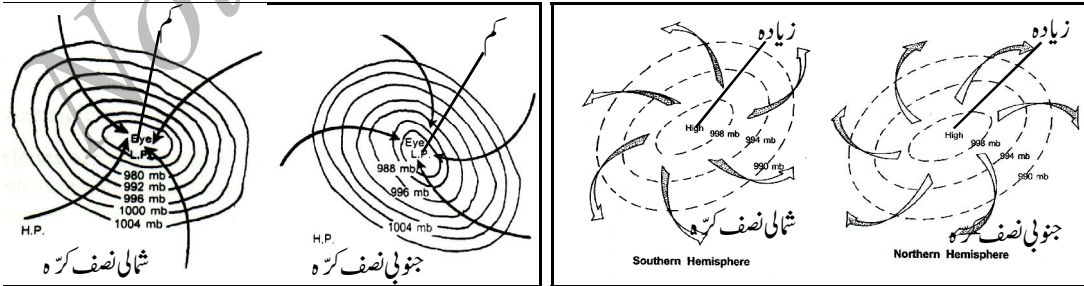 Eye
L.P.
980 mb
992 mb
996 mb
1000 mb
1004 mb
H.P.
شمالی نصف کرّہ
Eye
L.P.
988 mb
996 mb
1004 mb
H.P.
جنوبی نصف کرّہ
زیادہ
High
998 mb
994 mb
990 mb
شمالی نصف کرّہ
Southern Hemisphere
زیادہ
High
998 mb
994 mb
990 mb
جنوبی نصف کرّہ
Northern Hemisphere